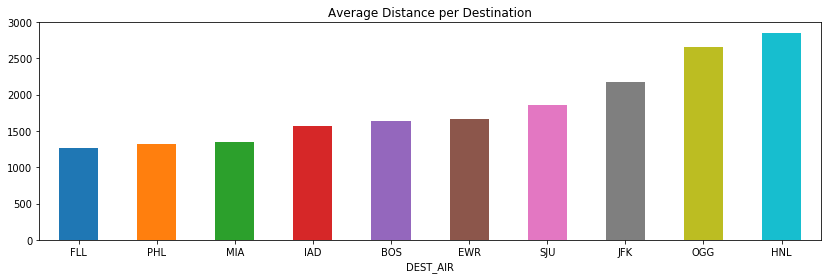 Average Distance per Destination
3000
2500
2000
1500
1000
500
0
FLL PHL MIA IAD BOS EWR SJU JFK OGG HNL
DEST_AIR